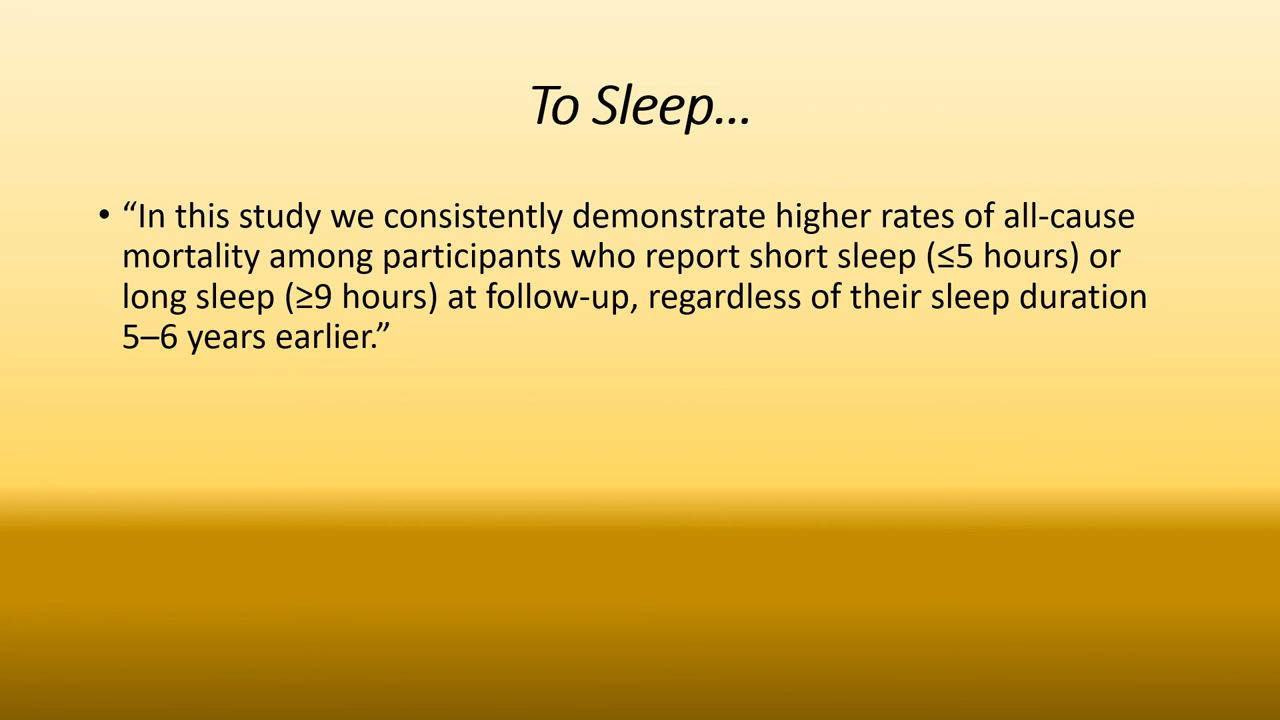 To Sleep...
• “In this study we consistently demonstrate higher rates of all-cause
mortality among participants who report short sleep (≤5 hours) or
long sleep (≥9 hours) at follow-up, regardless of their sleep duration
5–6 years earlier.”